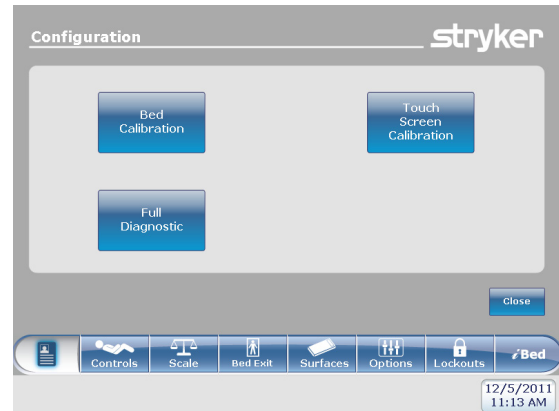 Configuration
stryker
Bed
Calibration
Touch
Screen
Calibration
Full
Diagnostic
Close
Controls
Scale
Bed Exit
Surfaces
Options
Lockouts
iBed
12/5/2011
11:13 AM